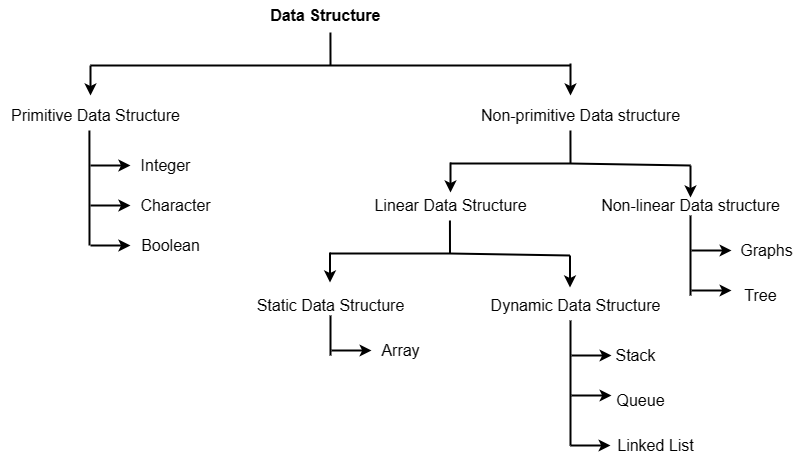 Data Structure
Primitive Data Structure
Non-primitive Data structure
Integer
Character
Boolean
Linear Data Structure
Non-linear Data structure
Graphs
Tree
Static Data Structure
Dynamic Data Structure
Array
Stack
Queue
Linked List